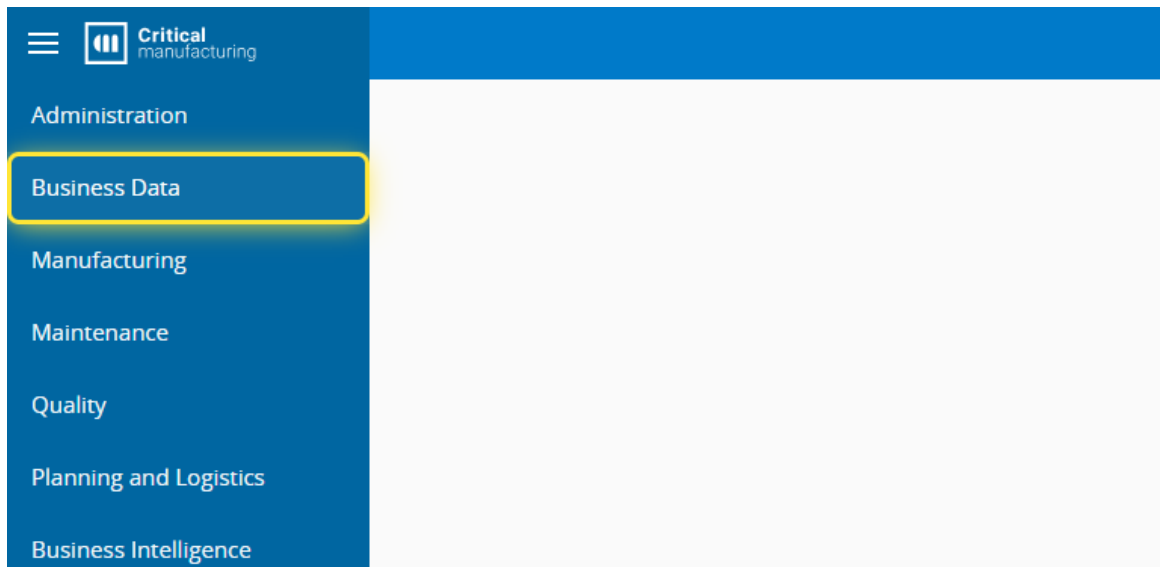 Critical
manufacturing
Administration
Business Data
Manufacturing
Maintenance
Quality
Planning and Logistics
Business Intelligence